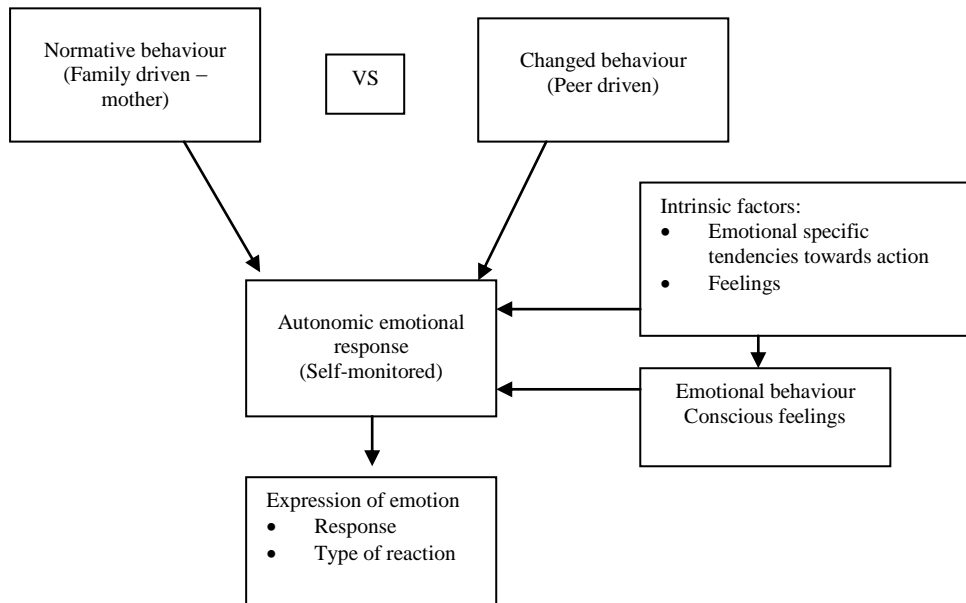 Normative behaviour
(Family driven –
mother)
VS
Changed behaviour
(Peer driven)
Intrinsic factors:
• Emotional specific
tendencies towards action
• Feelings
Autonomic emotional
response
(Self-monitored)
Emotional behaviour
Conscious feelings
Expression of emotion
• Response
• Type of reaction